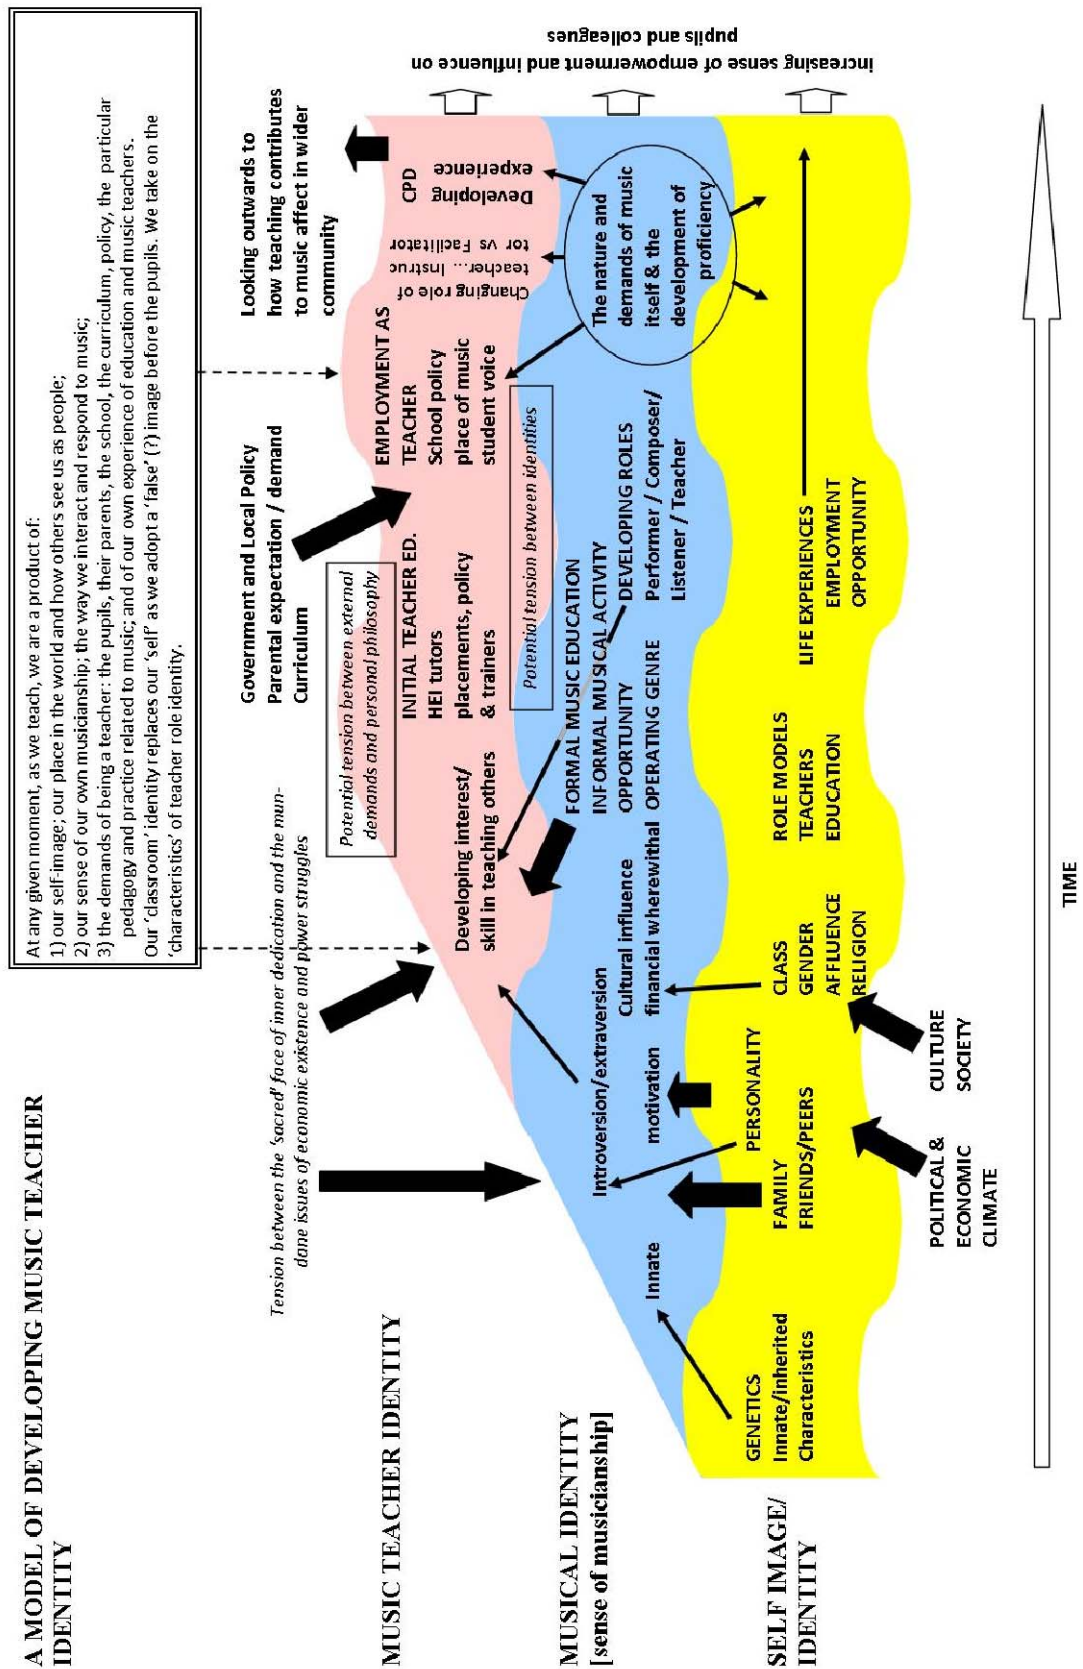 A MODEL OF DEVELOPING MUSIC TEACHER
IDENTITY
At any given moment, as we teach, we are a product of:
1) our self-image; our place in the world and how others see us as people;
2) our sense of our own musicianship; the way we interact and respond to music;
3) the demands of being a teacher: the pupils, their parents, the school, the curriculum, policy, the particular
pedagogy and practice related to music; and of our own experience of education and music teachers.
Our 'classroom' identity replaces our 'self' as we adopt a 'false' (?) image before the pupils. We take on the
'characteristics' of teacher role identity.
Tension between the 'sacred' face of inner dedication and the mun-
dane issues of economic existence and power struggles
Government and Local Policy
Parental expectation / demand
Curriculum
Looking outwards to
how teaching contributes
to music affect in wider
community
MUSIC TEACHER IDENTITY
Potential tension between external
demands and personal philosophy
Developing interest/
skill in teaching others
INITIAL TEACHER ED.
HEI tutors
placements, policy
& trainers
EMPLOYMENT AS
TEACHER
School policy
place of music
student voice
Changing role of
teacher... Instruc
tor vs Facilitator
Developing
experience
CPD
Potential tension between identities
MUSICAL IDENTITY
[sense of musicianship]
Innate
Introversion/extraversion
motivation
Cultural influence
financial wherewithal
FORMAL MUSIC EDUCATION
INFORMAL MUSICAL ACTIVITY
OPPORTUNITY
OPERATING GENRE
DEVELOPING ROLES
Performer / Composer/
Listener / Teacher
The nature and
demands of music
itself & the
development of
proficiency
increasing sense of empowerment and influence on
pupils and colleagues
SELF IMAGE/
IDENTITY
GENETICS
Innate/inherited
Characteristics
FAMILY
FRIENDS/PEERS
PERSONALITY
CLASS
GENDER
AFFLUENCE
RELIGION
ROLE MODELS
TEACHERS
EDUCATION
LIFE EXPERIENCES
EMPLOYMENT
OPPORTUNITY
POLITICAL &
ECONOMIC
CLIMATE
CULTURE
SOCIETY
TIME